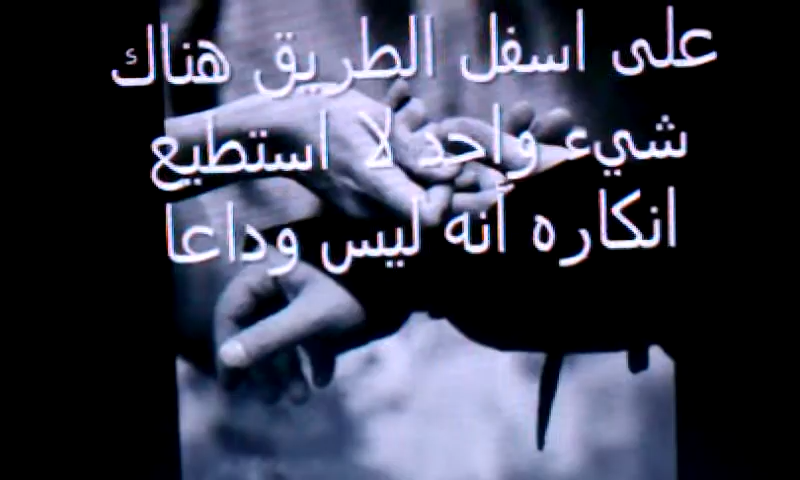 على اسفل الطريق هناك
شيء واحد لا استطيع
انكاره أنه ليس وداعا